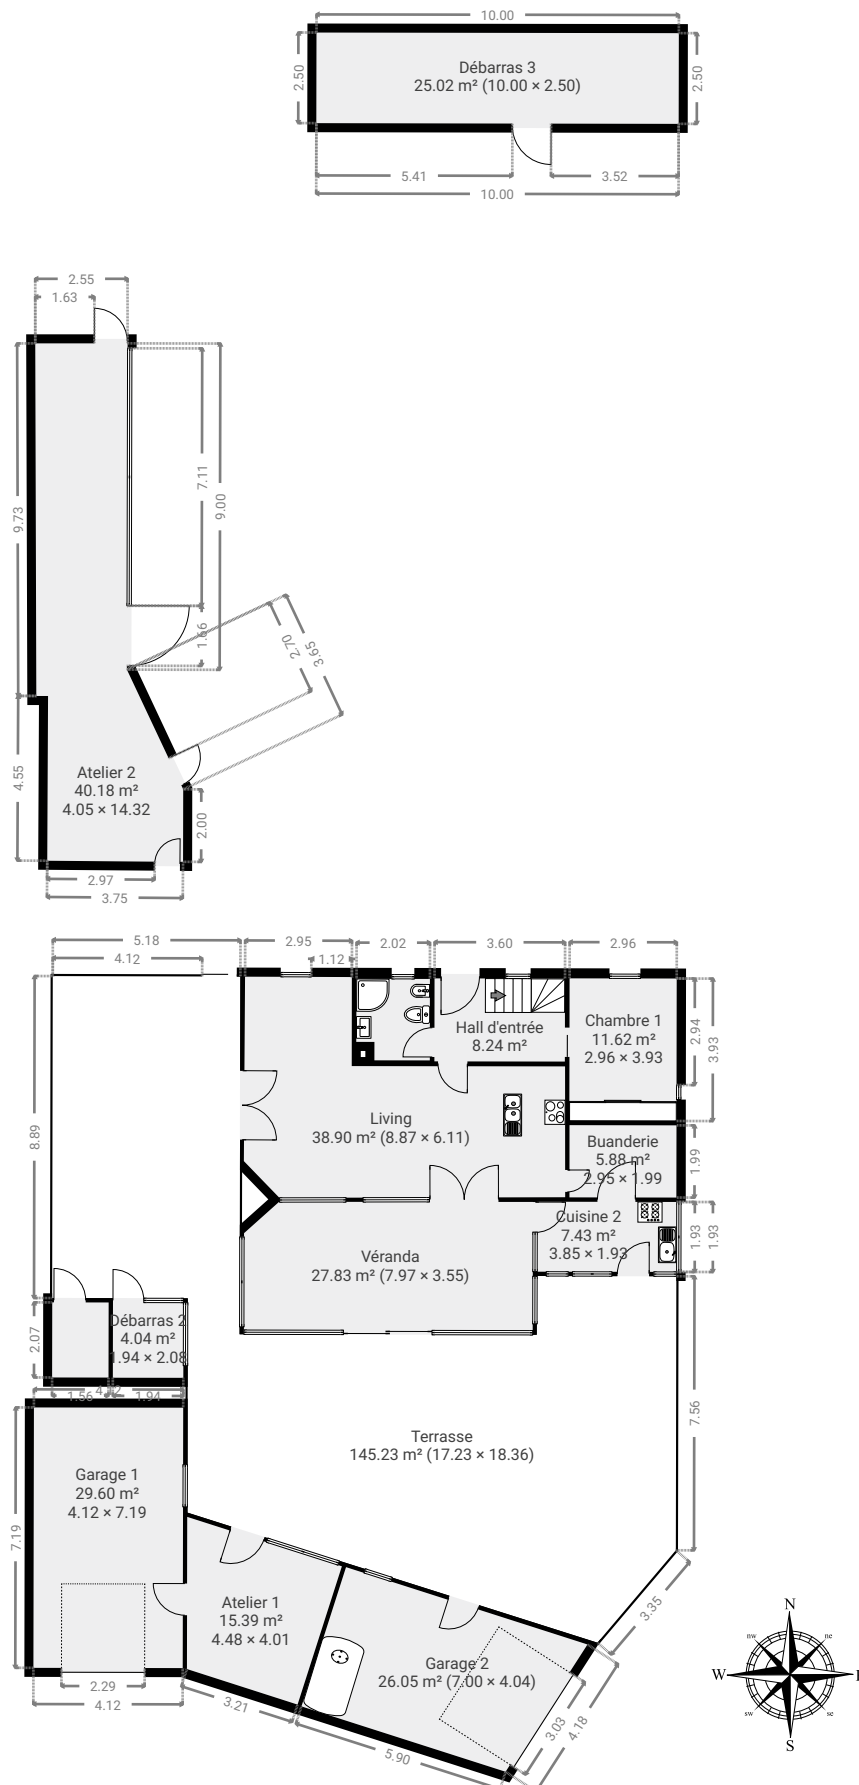 10.00
2.50
Débarras 3
25.02 m² (10.00 × 2.50)
2.50
5.41
3.52
10.00
2.55
1.63
9.73
7.11
9.00
1.66
2.70
3.65
4.55
Atelier 2
40.18 m²
4.05 × 14.32
2.00
2.97
3.75
5.18
2.95
2.02
3.60
2.96
4.12
1.12
8.89
Hall d'entrée
8.24 m²
Chambre 1
11.62 m²
2.96 × 3.93
2.94
3.93
Living
38.90 m² (8.87 × 6.11)
Buanderie
5.88 m²
2.95 × 1.99
1.99
Cuisine 2
7.43 m²
3.85 × 1.93
1.93
1.93
Véranda
27.83 m² (7.97 × 3.55)
2.07
Débarras 2
4.04 m²
1.94 × 2.08
4.12
1.56
1.94
Terrasse
145.23 m² (17.23 × 18.36)
7.56
Garage 1
29.60 m²
4.12 × 7.19
7.19
Atelier 1
15.39 m²
4.48 × 4.01
3.35
Garage 2
26.05 m² (7.00 × 4.04)
2.29
4.12
3.21
3.03
4.18
5.90
N
nw
ne
W
E
sw
se
S